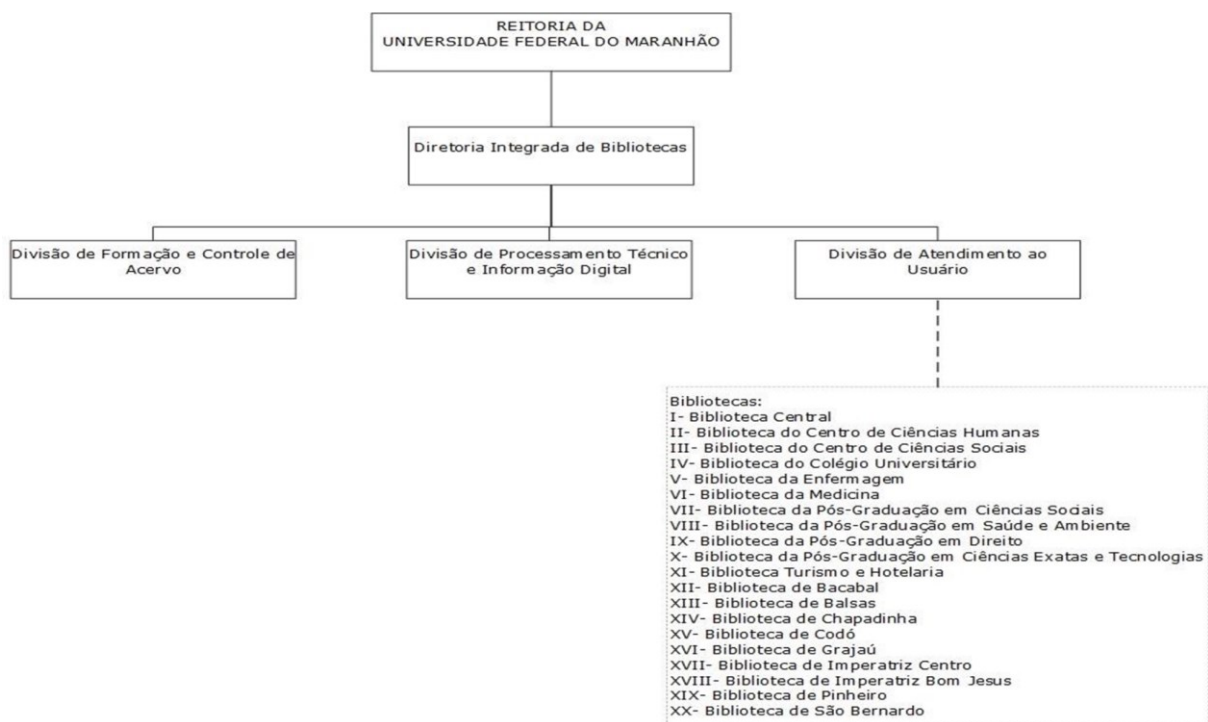 REITORIA DA
UNIVERSIDADE FEDERAL DO MARANHÃO
Diretoria Integrada de Bibliotecas
Divisão de Formação e Controle de
Acervo
Divisão de Processamento Técnico
e Informação Digital
Divisão de Atendimento ao
Usuário
Bibliotecas:
I- Biblioteca Central
II- Biblioteca do Centro de Ciências Humanas
III- Biblioteca do Centro de Ciências Sociais
IV- Biblioteca do Colégio Universitário
V- Biblioteca da Enfermagem
VI- Biblioteca da Medicina
VII- Biblioteca da Pós-Graduação em Ciências Sociais
VIII- Biblioteca da Pós-Graduação em Saúde e Ambiente
IX- Biblioteca da Pós-Graduação em Direito
X- Biblioteca da Pós-Graduação em Ciências Exatas e Tecnologias
XI- Biblioteca Turismo e Hotelaria
XII- Biblioteca de Bacabal
XIII- Biblioteca de Balsas
XIV- Biblioteca de Chapadinha
XV- Biblioteca de Codó
XVI- Biblioteca de Grajaú
XVII- Biblioteca de Imperatriz Centro
XVIII- Biblioteca de Imperatriz Bom Jesus
XIX- Biblioteca de Pinheiro
XX- Biblioteca de São Bernardo